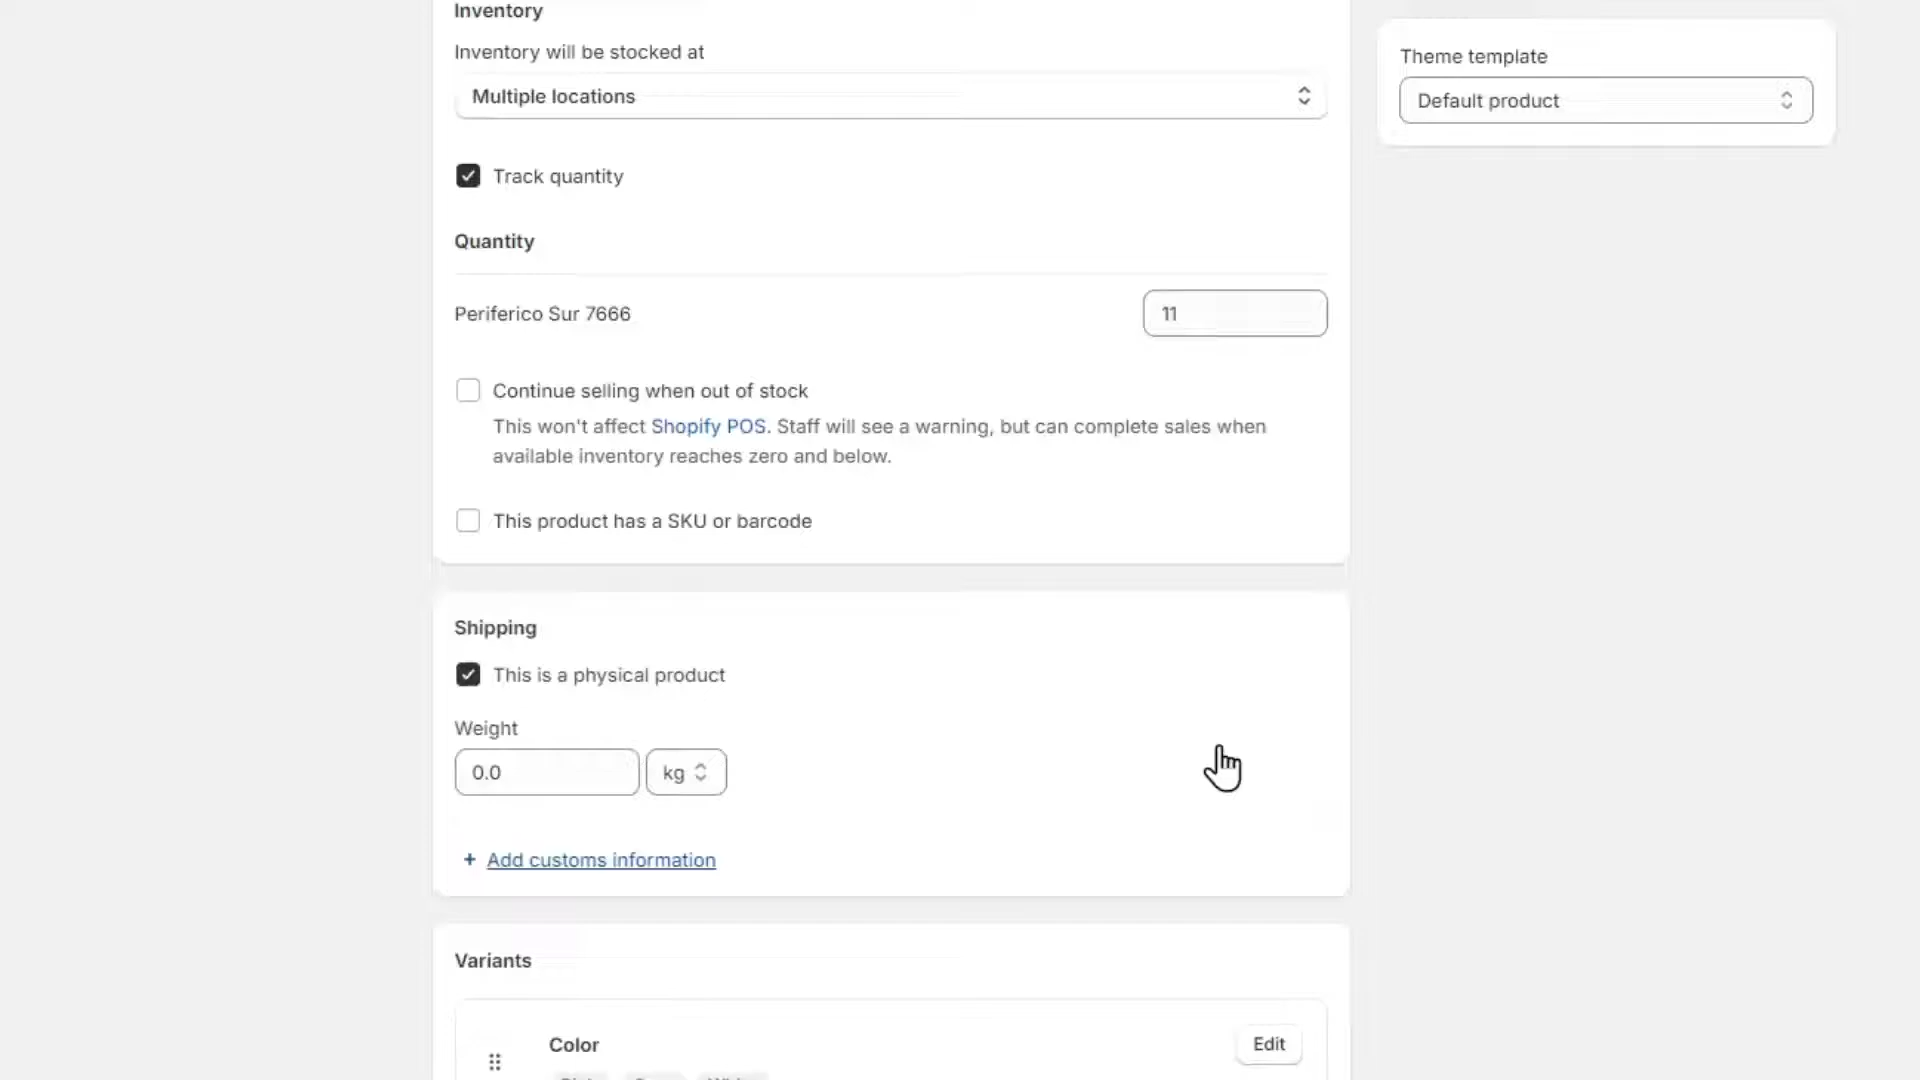 Inventory
Inventory will be stocked at
Multiple locations
Track quantity
Quantity
Periferico Sur 7666
11
Continue selling when out of stock
This won't affect Shopify POS. Staff will see a warning, but can complete sales when
available inventory reaches zero and below.
This product has a SKU or barcode
Shipping
This is a physical product
Weight
0.0
kg
+ Add customs information
Variants
Color
Edit
Theme template
Default product